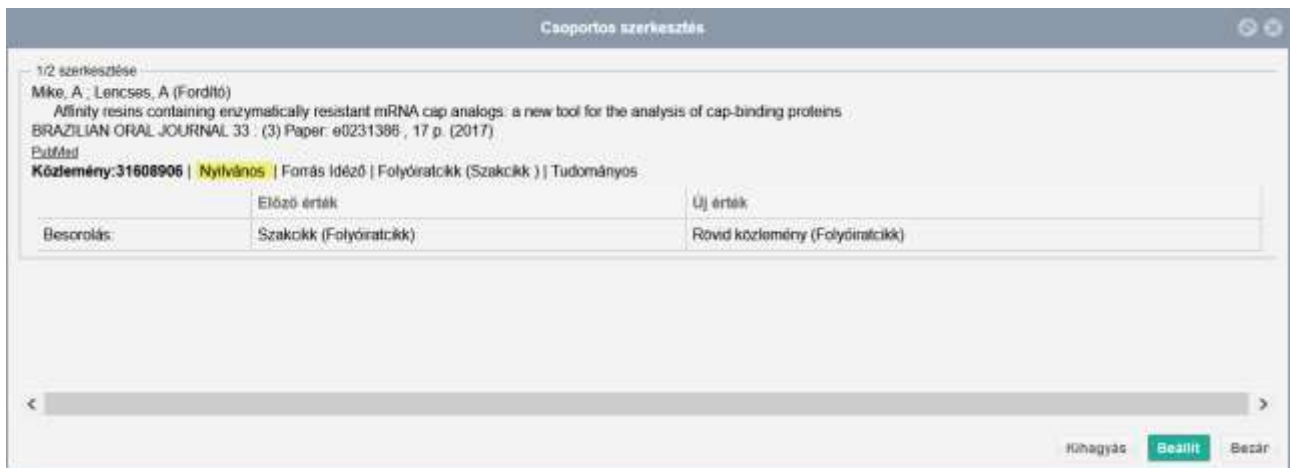 Csoportos szerkesztés
1/2 szerkesztése
Mike, A ; Lencses, A (Fordító)
Affinity resins containing enzymatically resistant mRNA cap analogs: a new tool for the analysis of cap-binding proteins
BRAZILIAN ORAL JOURNAL 33 : (3) Paper: e0231386 , 17 p. (2017)
PubMed
Közlemény:31608906 | Nyilvános | Forrás Idéző | Folyóiratcikk (Szakcikk ) | Tudományos
Előző érték Új érték
Besorolás: Szakcikk (Folyóiratcikk) Rövid közlemény (Folyóiratcikk)
Kihagyás Beállít Bezár